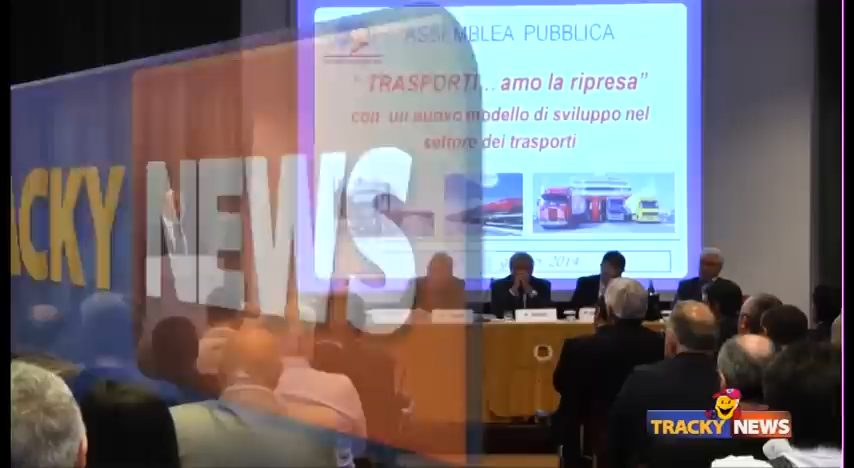 ASSEMBLEA PUBBLICA
“ TRASPORTI... amo la ripresa”
con un nuovo modello di sviluppo nel
settore dei trasporti
2014
ACKY NEWS
TRACKY NEWS